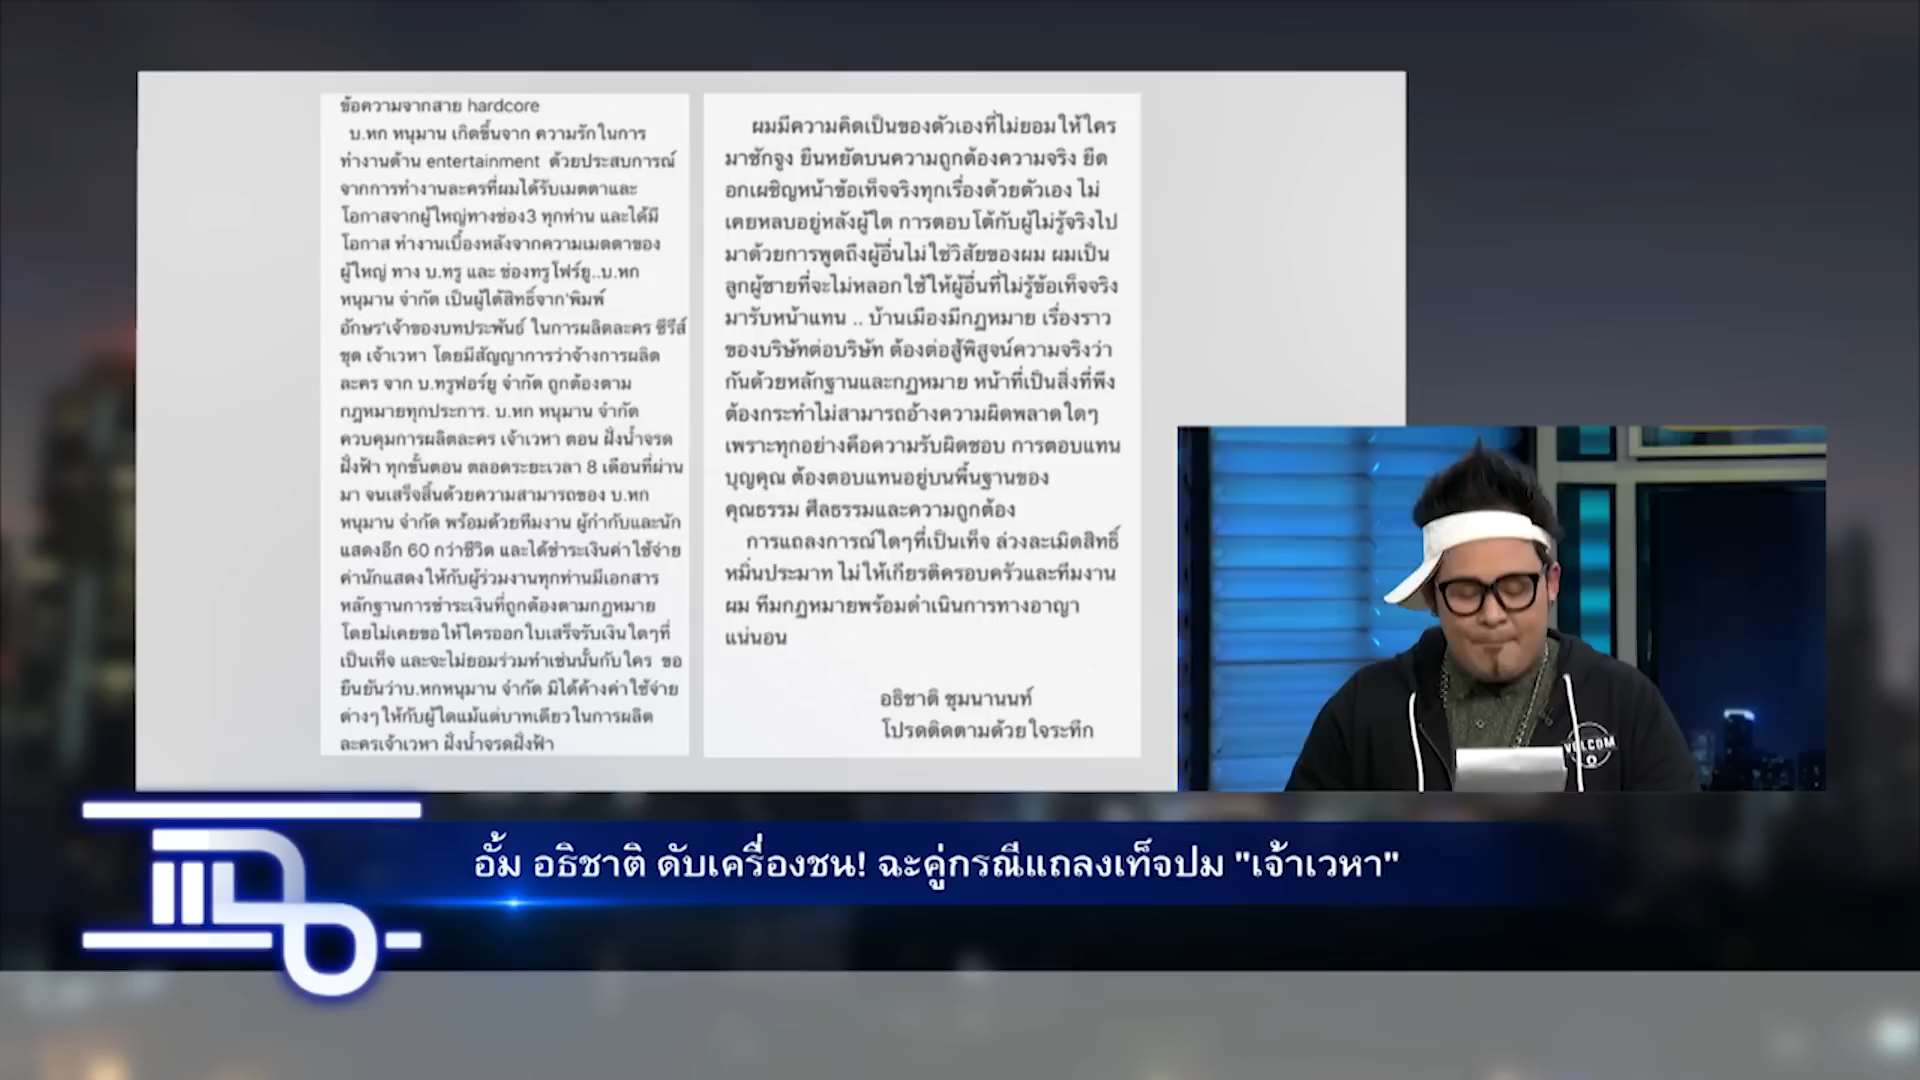 ข้อความจากสาย hardcore
บ.หก หนุมาน เกิดขึ้นจาก ความรักในการ
ทำงานด้าน entertainment ด้วยประสบการณ์
จากการทำงานละครที่ผมได้รับเมตตาและ
โอกาสจากผู้ใหญ่ทางช่อง3 ทุกท่าน และได้มี
โอกาส ทำงานเบื้องหลังจากความเมตตาของ
ผู้ใหญ่ ทาง บ.ทรู และ ช่องทรูโฟร์ยู..บ.หก
หนุมาน จำกัด เป็นผู้ได้สิทธิ์จาก'พิมพ์
อักษร'เจ้าของบทประพันธ์ ในการผลิตละคร ซีรีส์
ชุด เจ้าเวหา โดยมีสัญญาการว่าจ้างการผลิต
ละคร จาก บ.ทรูฟอร์ยู จำกัด ถูกต้องตาม
กฎหมายทุกประการ. บ.หก หนุมาน จำกัด
ควบคุมการผลิตละคร เจ้าเวหา ตอน ฝั่งน้ำจรด
ฝั่งฟ้า ทุกขั้นตอน ตลอดระยะเวลา 8 เดือนที่ผ่าน
มา จนเสร็จสิ้นด้วยความสามารถของ บ.หก
หนุมาน จำกัด พร้อมด้วยทีมงาน ผู้กำกับและนัก
แสดงอีก 60 กว่าชีวิต และได้ชำระเงินค่าใช้จ่าย
ค่านักแสดงให้กับผู้ร่วมงานทุกท่านมีเอกสาร
หลักฐานการชำระเงินที่ถูกต้องตามกฎหมาย
โดยไม่เคยขอให้ใครออกใบเสร็จรับเงินใดๆที่
เป็นเท็จ และจะไม่ยอมร่วมทำเช่นนั้นกับใคร ขอ
ยืนยันว่าบ.หกหนุมาน จำกัด มิได้ค้างค่าใช้จ่าย
ต่างๆให้กับผู้ใดแม้แต่บาทเดียวในการผลิต
ละครเจ้าเวหา ฝั่งน้ำจรดฝั่งฟ้า
ผมมีความคิดเป็นของตัวเองที่ไม่ยอมให้ใคร
มาชักจูง ยืนหยัดบนความถูกต้องความจริง ยืด
อกเผชิญหน้าข้อเท็จจริงทุกเรื่องด้วยตัวเอง ไม่
เคยหลบอยู่หลังผู้ใด การตอบโต้กับผู้ไม่รู้จริงไป
มาด้วยการพูดถึงผู้อื่นไม่ใช่วิสัยของผม ผมเป็น
ลูกผู้ชายที่จะไม่หลอกใช้ให้ผู้อื่นที่ไม่รู้ข้อเท็จจริง
มารับหน้าแทน .. บ้านเมืองมีกฎหมาย เรื่องราว
ของบริษัทต่อบริษัท ต้องต่อสู้พิสูจน์ความจริงว่า
กันด้วยหลักฐานและกฎหมาย หน้าที่เป็นสิ่งที่พึง
ต้องกระทำไม่สามารถอ้างความผิดพลาดใดๆ
เพราะทุกอย่างคือความรับผิดชอบ การตอบแทน
บุญคุณ ต้องตอบแทนอยู่บนพื้นฐานของ
คุณธรรม ศีลธรรมและความถูกต้อง
การแถลงการณ์ใดๆที่เป็นเท็จ ล่วงละเมิดสิทธิ์
หมิ่นประมาท ไม่ให้เกียรติครอบครัวและทีมงาน
ผม ทีมกฎหมายพร้อมดำเนินการทางอาญา
แน่นอน
อธิชาติ ชุมนานนท์
โปรดติดตามด้วยใจระทึก
VOLCOM
อั้ม อธิชาติ ดับเครื่องชน! ฉะคู่กรณีแถลงเท็จปม "เจ้าเวหา"
แฉ